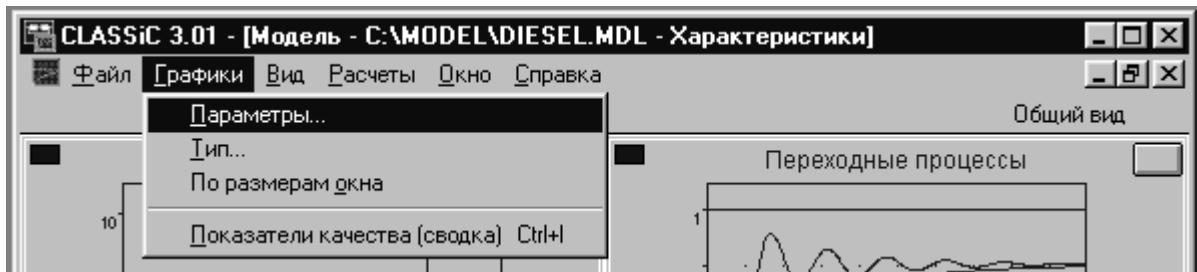 CLASSiC 3.01 - [Модель - C:\MODEL\DIESEL.MDL - Характеристики]
Файл Графики Вид Расчеты Окно Справка
Параметры...
Общий вид
Тип...
Переходные процессы
По размерам окна
10
1
Показатели качества (сводка) Ctrl+I